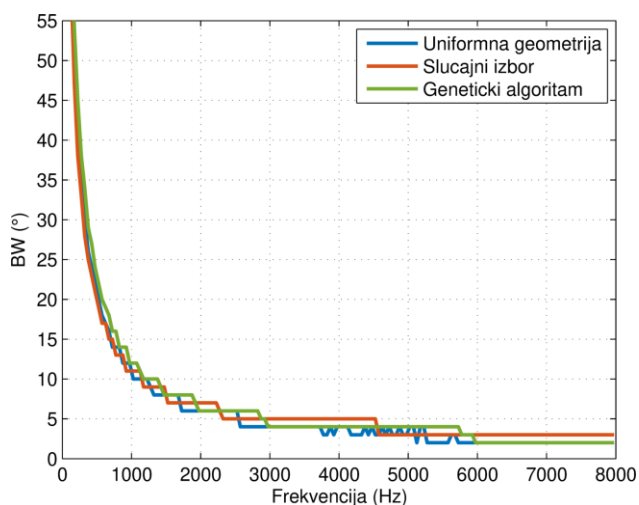 55
50
45
40
35
30
25
20
15
10
5
0
BW (°)
Uniformna geometrija
Slucajni izbor
Geneticki algoritam
0 1000 2000 3000 4000 5000 6000 7000 8000
Frekvencija (Hz)